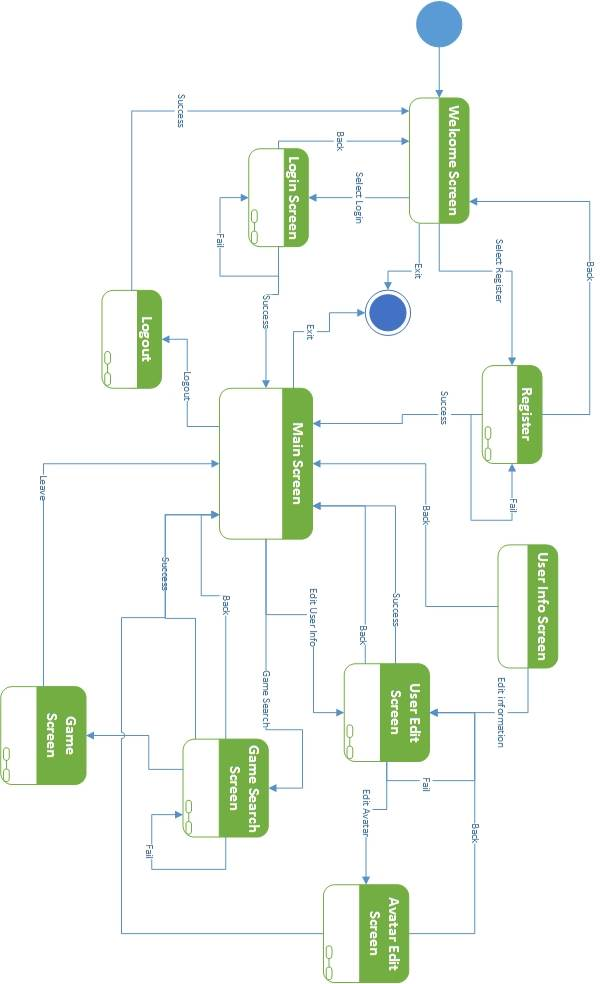 Back
User Info Screen
Register
Fail
Select Register
Edit information
Back
Welcome Screen
Success
Back
Fail
Exit
User Edit
Screen
Success
Avatar Edit
Screen
Back
Edit Avatar
Select Login
Back
Exit
Edit User Info
Main Screen
Login Screen
Success
Game Search
Game Search
Screen
Back
Fail
Logout
Success
Success
Fail
Logout
Game
Screen
Leave